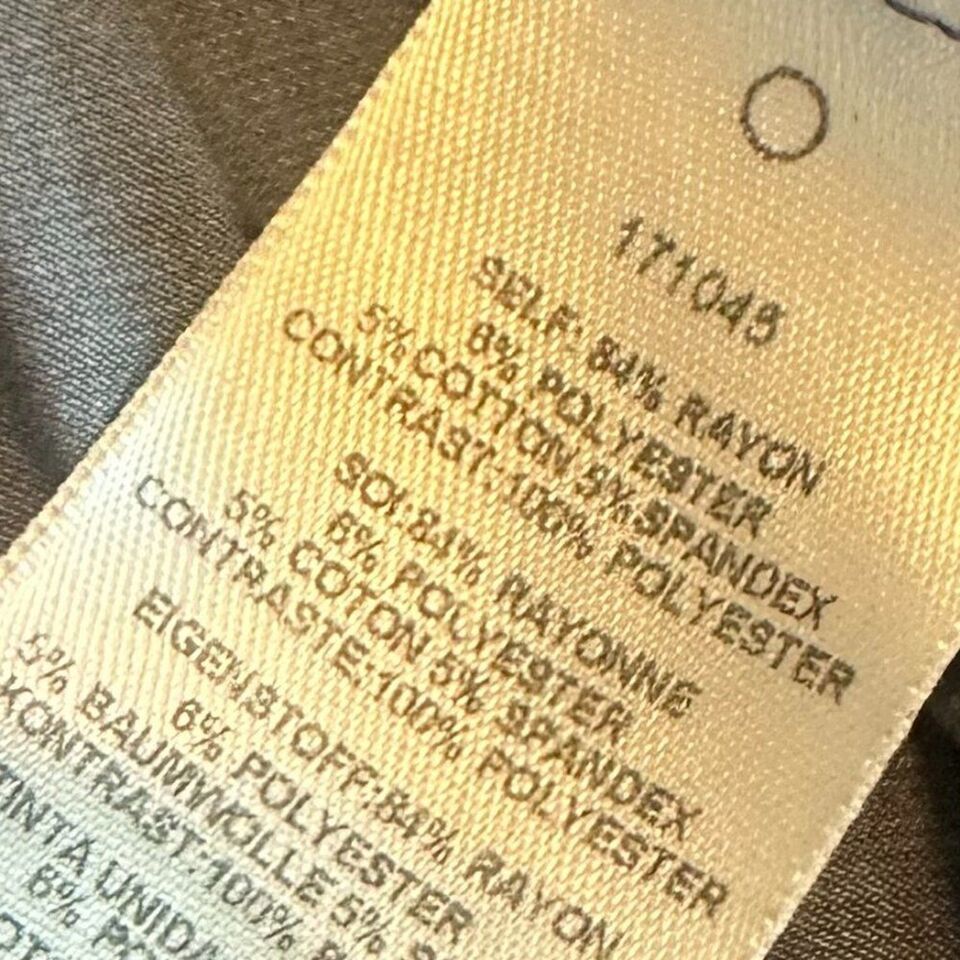 171045
SELF: 84% RAYON
6% POLYESTER
5% COTTON 5% SPANDEX
CONTRAST:100% POLYESTER
SOI:84% RAYONNE
6% POLYESTER
5% COTON 5% SPANDEX
CONTRASTE:100% POLYESTER
EIGENSTOFF:84% RAYON
6% POLYESTER
5% BAUMWOLLE 5%
KONTRAST:100%
UNIDA
6%